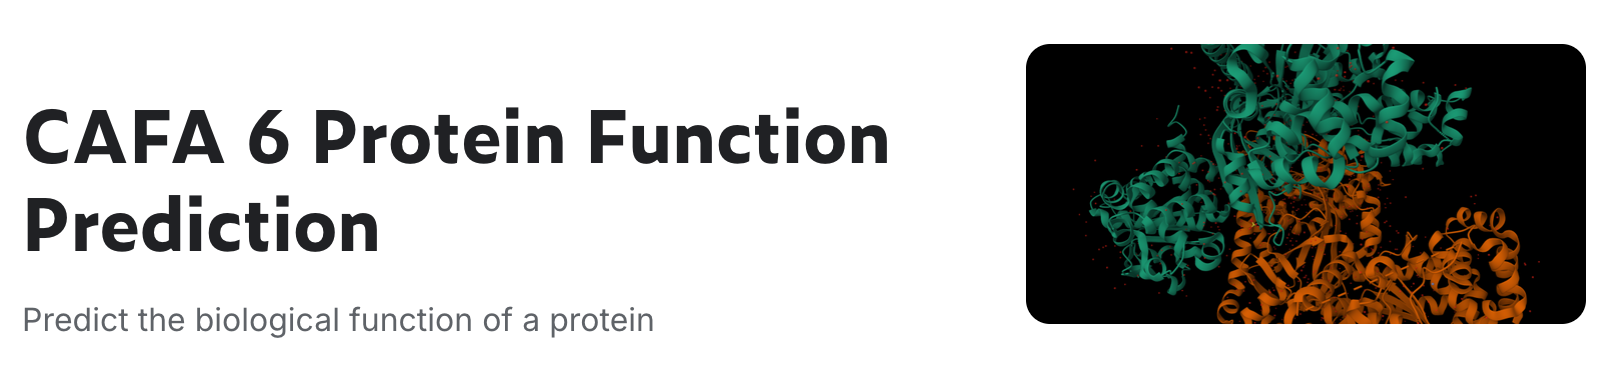 CAFA 6 Protein Function
Prediction
Predict the biological function of a protein